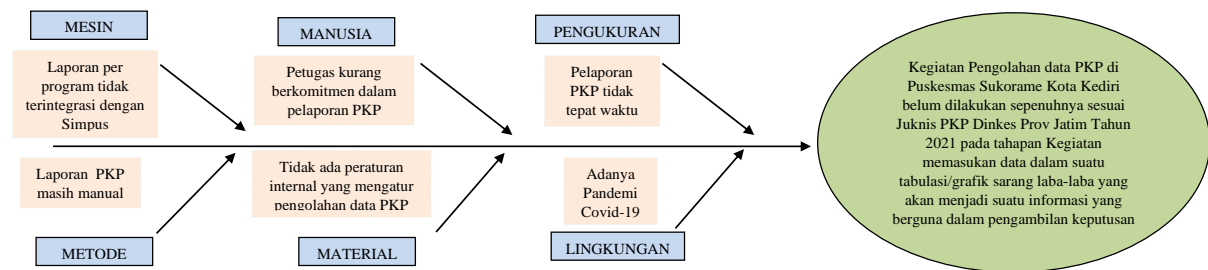 MESIN
Laporan per
program tidak
terintegrasi dengan
Simpus
MANUSIA
Petugas kurang
berkomitmen dalam
pelaporan PKP
PENGUKURAN
Pelaporan
PKP tidak
tepat waktu
Laporan PKP
masih manual
METODE
Tidak ada peraturan
internal yang mengatur
pengolahan data PKP
MATERIAL
Adanya
Pandemi
Covid-19
LINGKUNGAN
Kegiatan Pengolahan data PKP di
Puskesmas Sukorame Kota Kediri
belum dilakukan sepenuhnya sesuai
Juknis PKP Dinkes Prov Jatim Tahun
2021 pada tahapan Kegiatan
memasukan data dalam suatu
tabulasi/grafik sarang laba-laba yang
akan menjadi suatu informasi yang
berguna dalam pengambilan keputusan